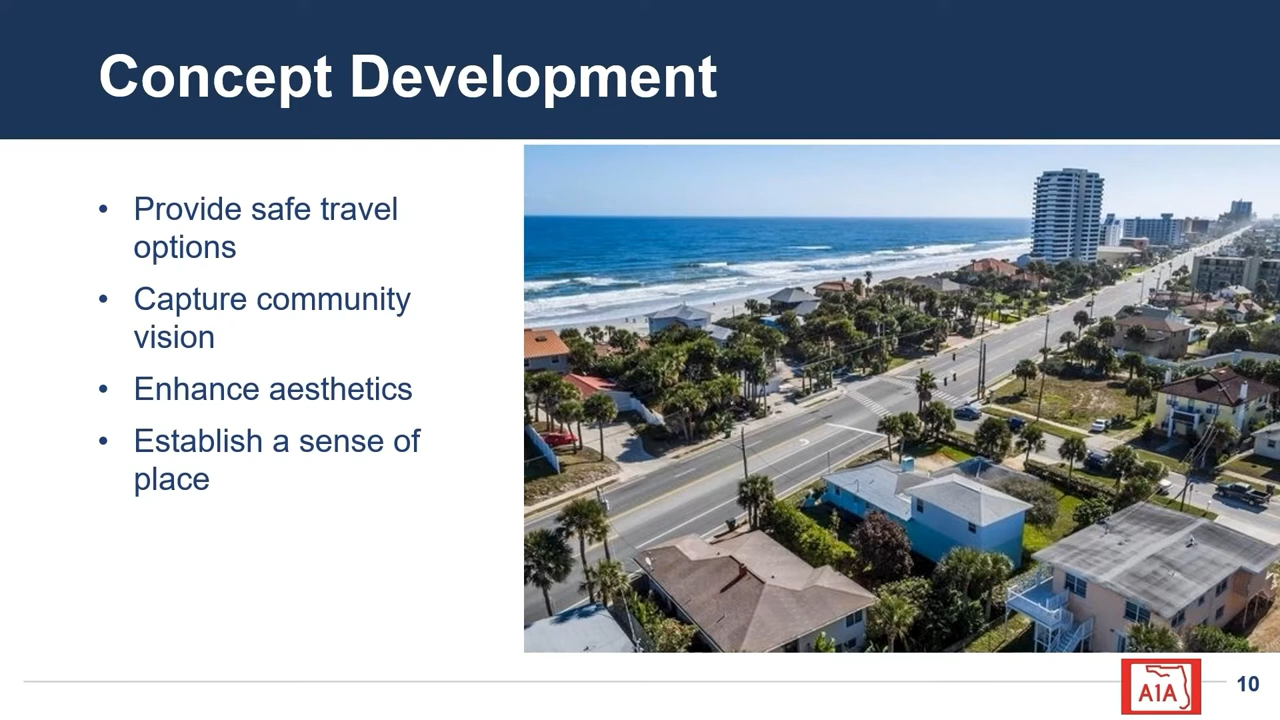 Concept Development
• Provide safe travel
options
• Capture community
vision
• Enhance aesthetics
• Establish a sense of
place
A1A
10